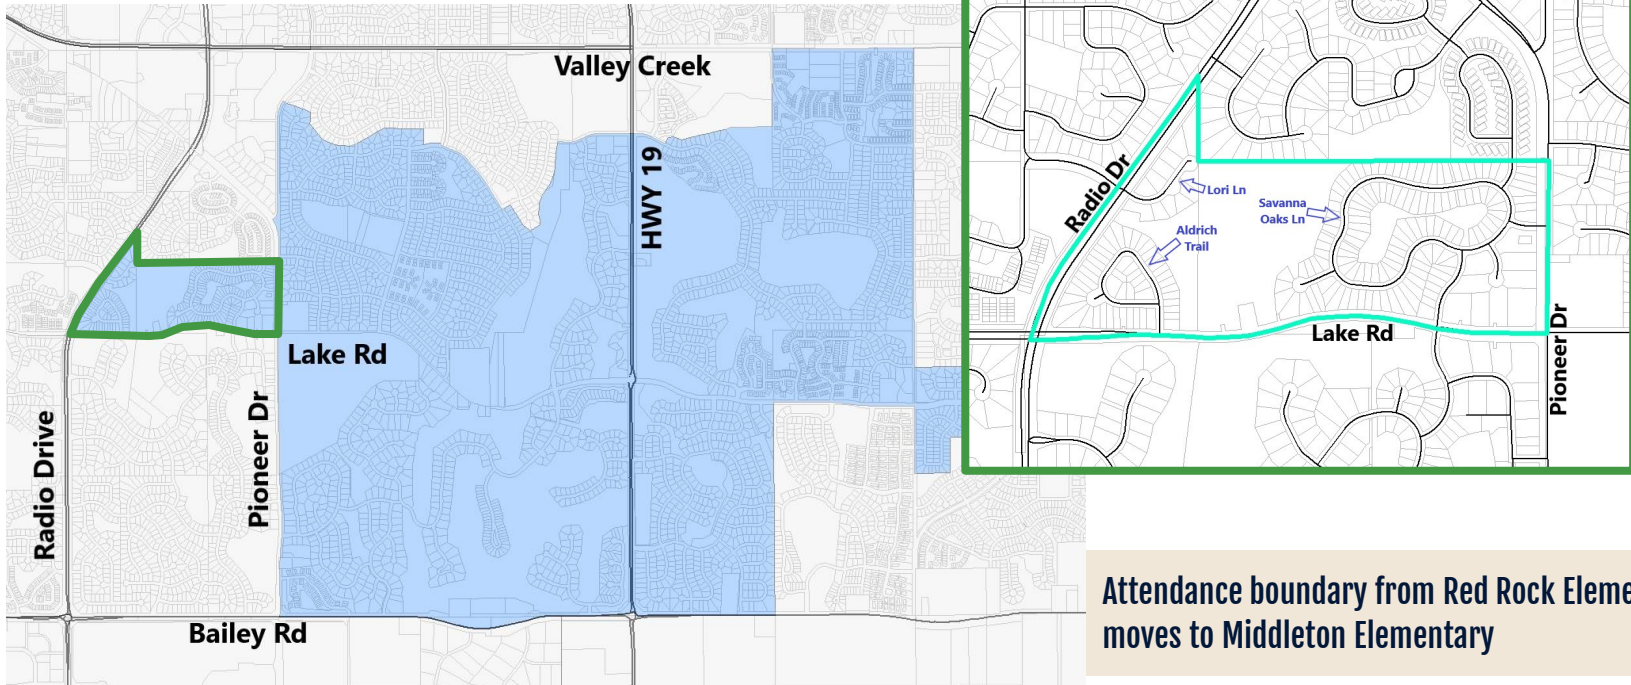 Valley Creek
HWY 19
Lake Rd
Radio Drive
Pioneer Dr
Bailey Rd
Radio Dr
Lori Ln
Savanna
Oaks Ln
Aldrich
Trail
Lake Rd
Pioneer Dr
Attendance boundary from Red Rock Eleme
moves to Middleton Elementary